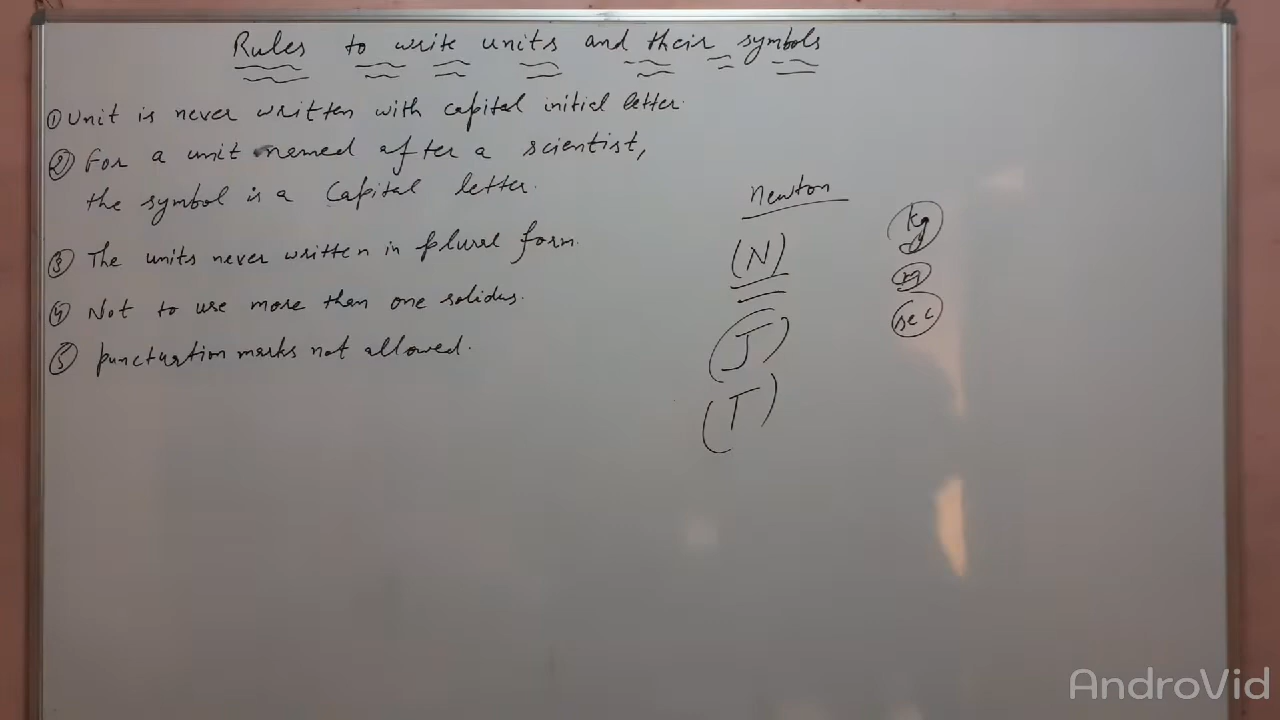 Rules to write units and their symbols
① Unit is never written with capital initial letter.
② For a unit named after a scientist,
the symbol is a Capital letter.
③ The units never written in plural form.
④ Not to use more than one solidus.
⑤ punctuation marks not allowed.
newton
(N)
(J)
(T)
kg
m
sec
AndroVid